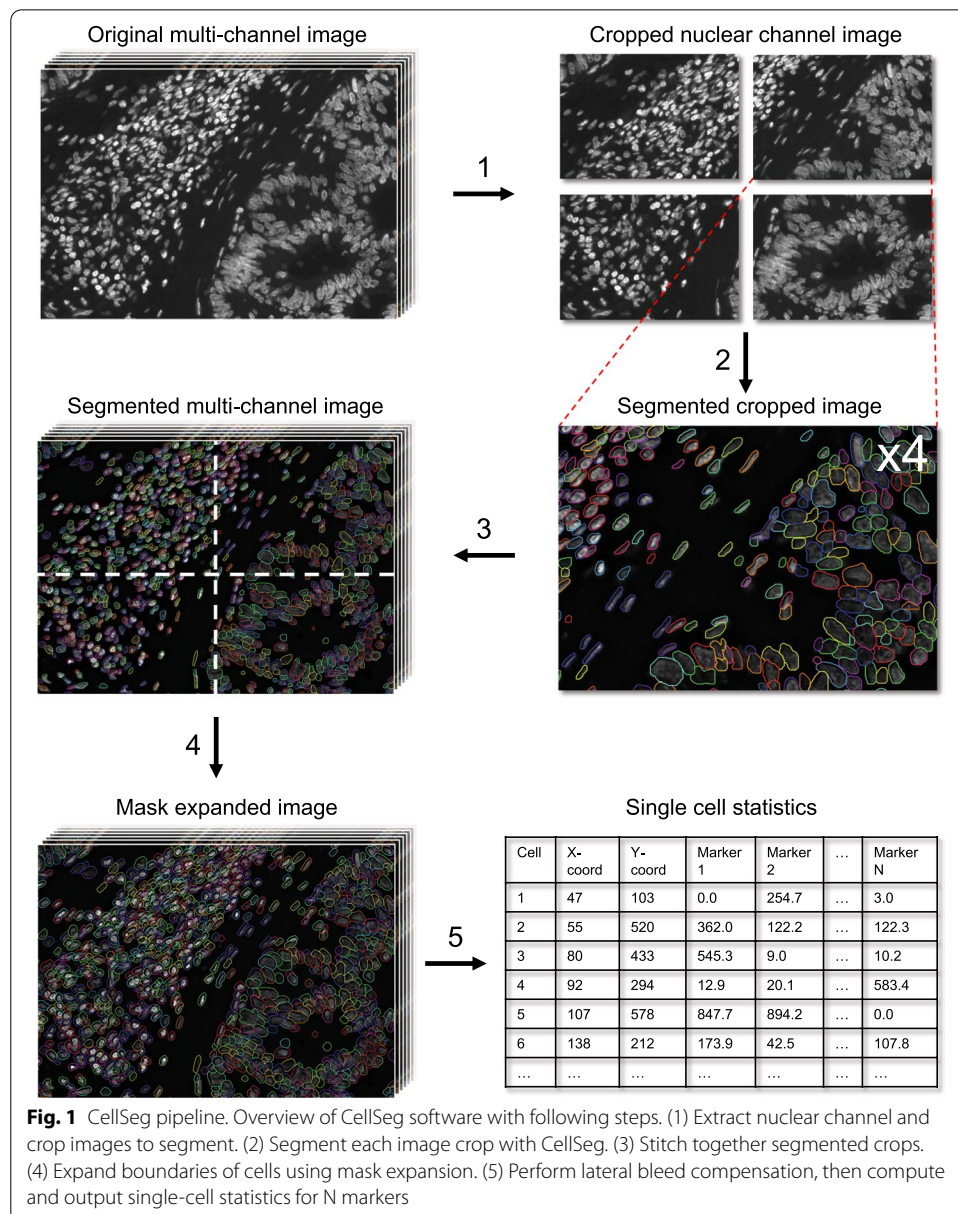 Original multi-channel image
Cropped nuclear channel image
1
2
Segmented multi-channel image
Segmented cropped image
x4
3
4
Mask expanded image
Single cell statistics
5
Cell X-coord Y-coord Marker 1 Marker 2 … Marker N
1 47 103 0.0 254.7 … 3.0
2 55 520 362.0 122.2 … 122.3
3 80 433 545.3 9.0 … 10.2
4 92 294 12.9 20.1 … 583.4
5 107 578 847.7 894.2 … 0.0
6 138 212 173.9 42.5 … 107.8
… … … … … … …
Fig. 1 CellSeg pipeline. Overview of CellSeg software with following steps. (1) Extract nuclear channel and
crop images to segment. (2) Segment each image crop with CellSeg. (3) Stitch together segmented crops.
(4) Expand boundaries of cells using mask expansion. (5) Perform lateral bleed compensation, then compute
and output single-cell statistics for N markers